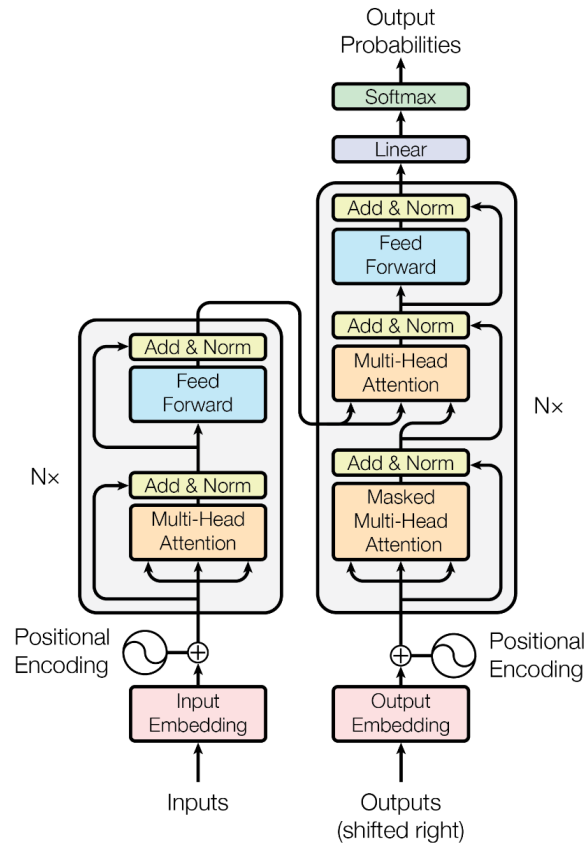 Output
Probabilities
Softmax
Linear
Add & Norm
Feed
Forward
Add & Norm
Multi-Head
Attention
Add & Norm
Masked
Multi-Head
Attention
N×
Add & Norm
Feed
Forward
Add & Norm
Multi-Head
Attention
N×
Positional
Encoding
Positional
Encoding
Input
Embedding
Output
Embedding
Inputs
Outputs
(shifted right)